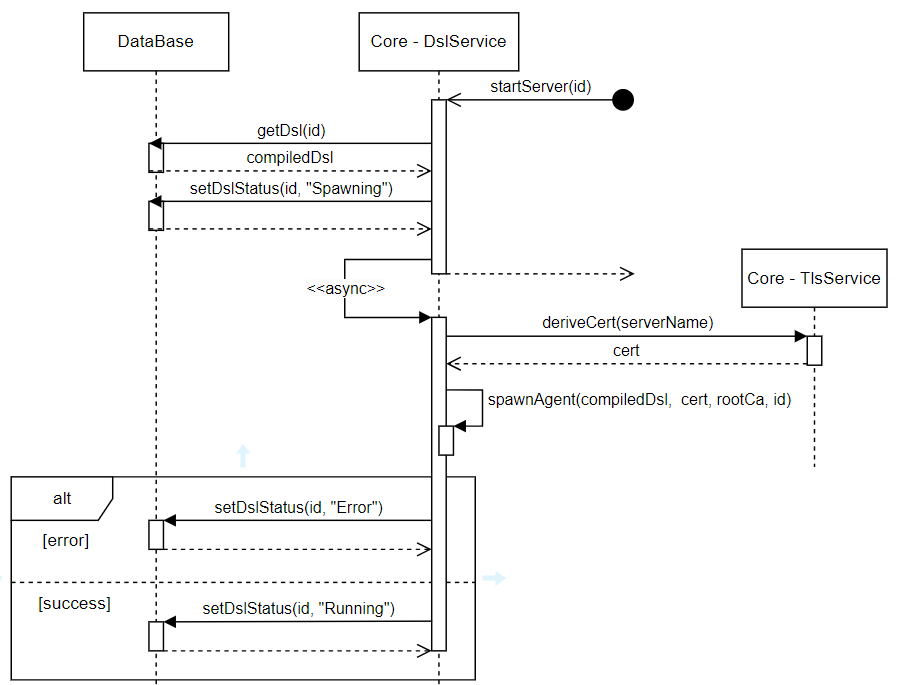 DataBase
Core - DslService
startServer(id)
getDsl(id)
compiledDsl
setDslStatus(id, "Spawning")
Core - TlsService
<<async>>
deriveCert(serverName)
cert
spawnAgent(compiledDsl, cert, rootCa, id)
alt
setDslStatus(id, "Error")
[error]
[success]
setDslStatus(id, "Running")